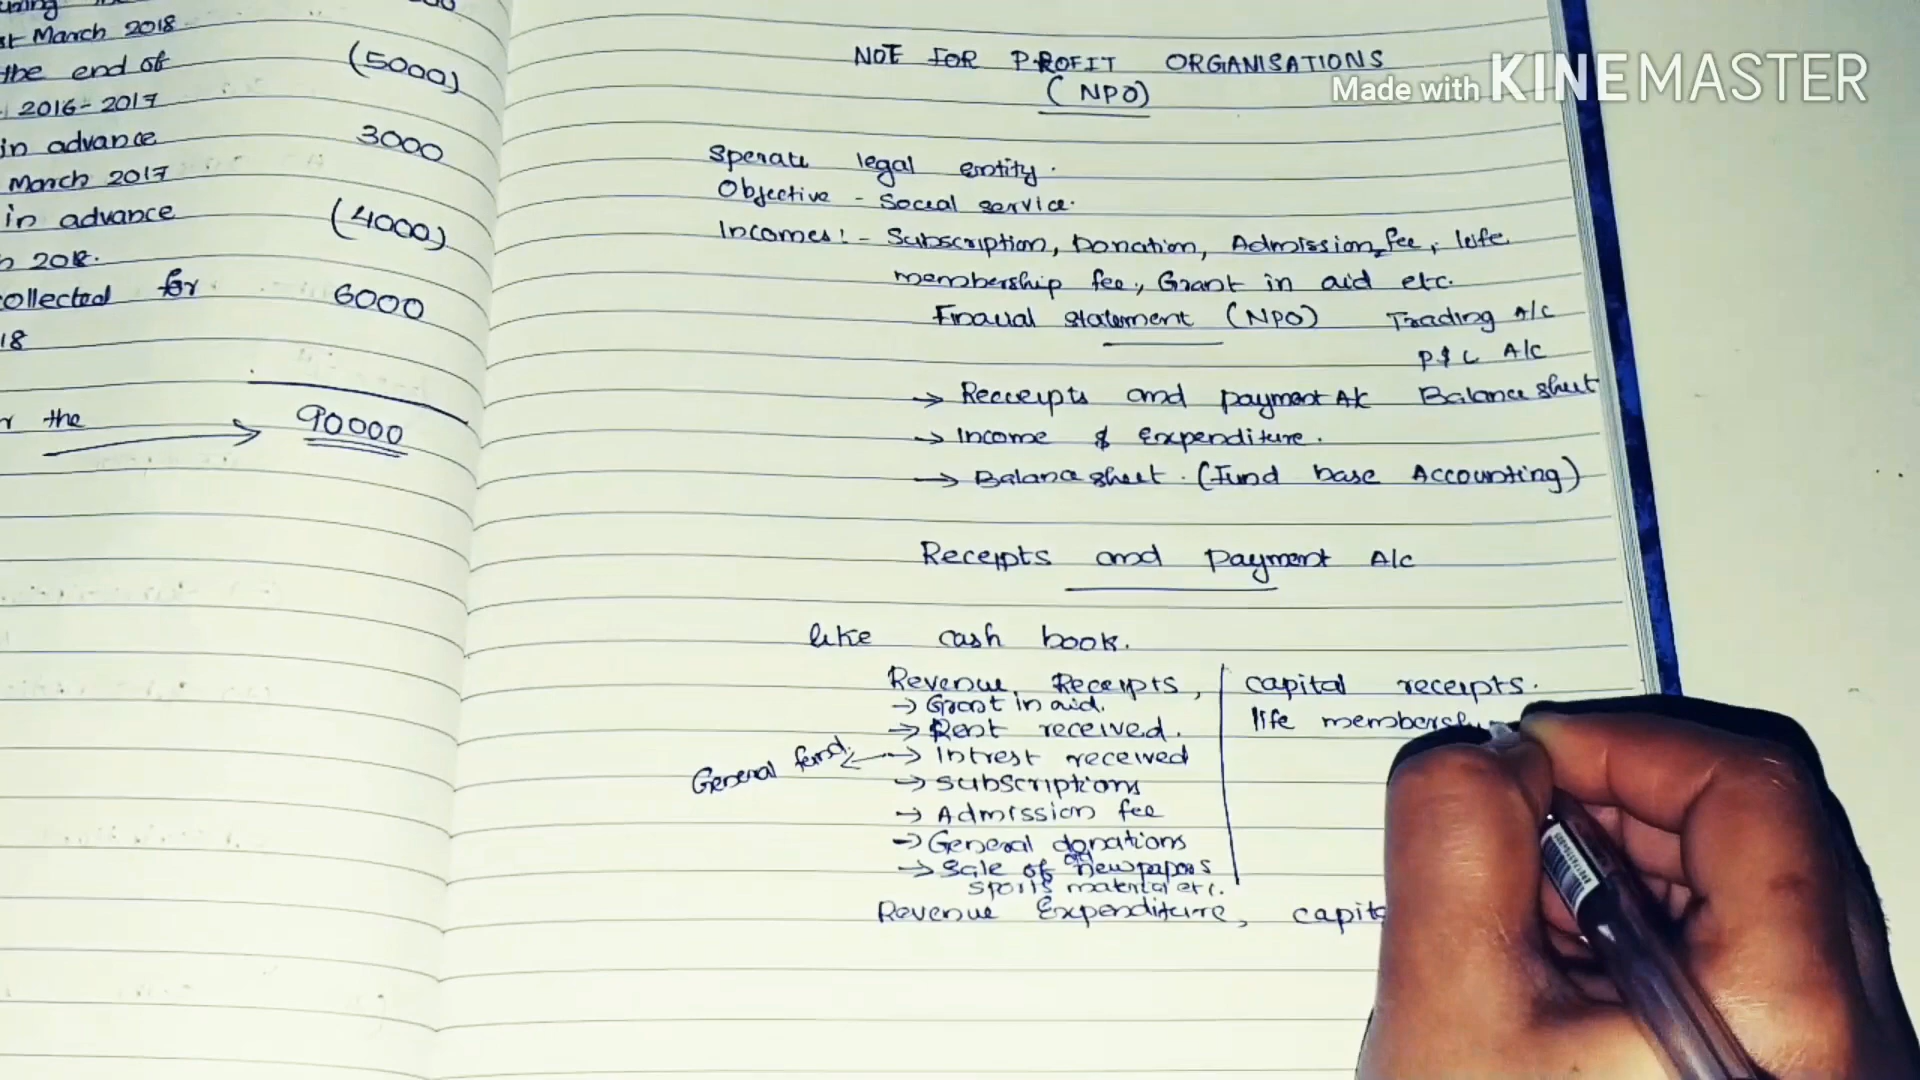 st March 2018
the end of (5000)
2016-2017
in advance 3000
March 2017
in advance (4000)
2018.
collected for 6000
18
the 90000
NOT FOR PROFIT ORGANISATIONS
(NPO)
Made with KINEMASTER
Sperate legal entity.
Objective - Social service.
Incomes:- Subscription, Donation, Admission fee, life
membership fee, Grant in aid etc.
Finaual statement (NPO) Trading A/c
P & L A/c
→ Receipts and payment A/c Balance sheet
→ Income & Expenditure.
→ Balance sheet. (Fund base Accounting)
Receipts and payment A/c
like cash book.
Revenue Receipts, capital receipts.
→ Grant in aid.
life membersh
→ Rent received.
General fund ← → Intrest received
→ subscriptions
→ Admission fee
→ General donations
→ Sale of old newpapers
sports material etc.
Revenue Expenditure, capit